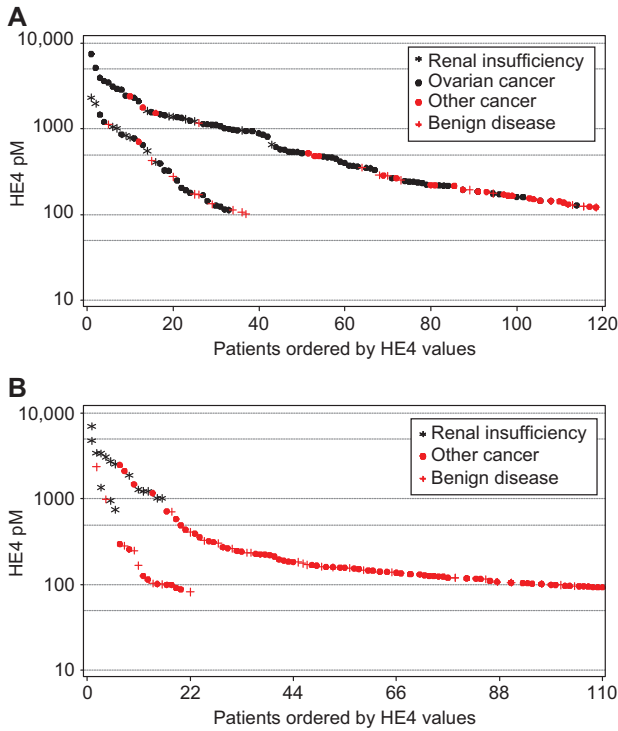 A
10,000
1000
100
10
HE4 pM
* Renal insufficiency
● Ovarian cancer
● Other cancer
+ Benign disease
0 20 40 60 80 100 120
Patients ordered by HE4 values
B
10,000
1000
100
10
HE4 pM
* Renal insufficiency
● Other cancer
+ Benign disease
0 22 44 66 88 110
Patients ordered by HE4 values